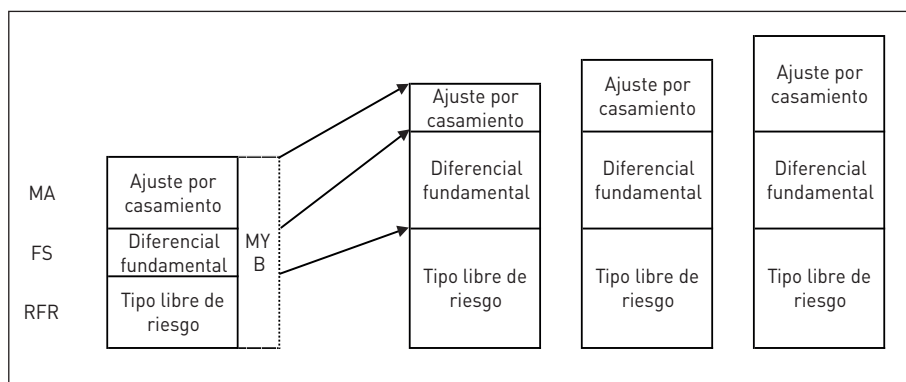 MA
FS
RFR
Ajuste por
casamiento
Diferencial
fundamental
Tipo libre de
riesgo
MY
B
Ajuste por
casamiento
Diferencial
fundamental
Tipo libre de
riesgo
Ajuste por
casamiento
Diferencial
fundamental
Tipo libre de
riesgo
Ajuste por
casamiento
Diferencial
fundamental
Tipo libre de
riesgo